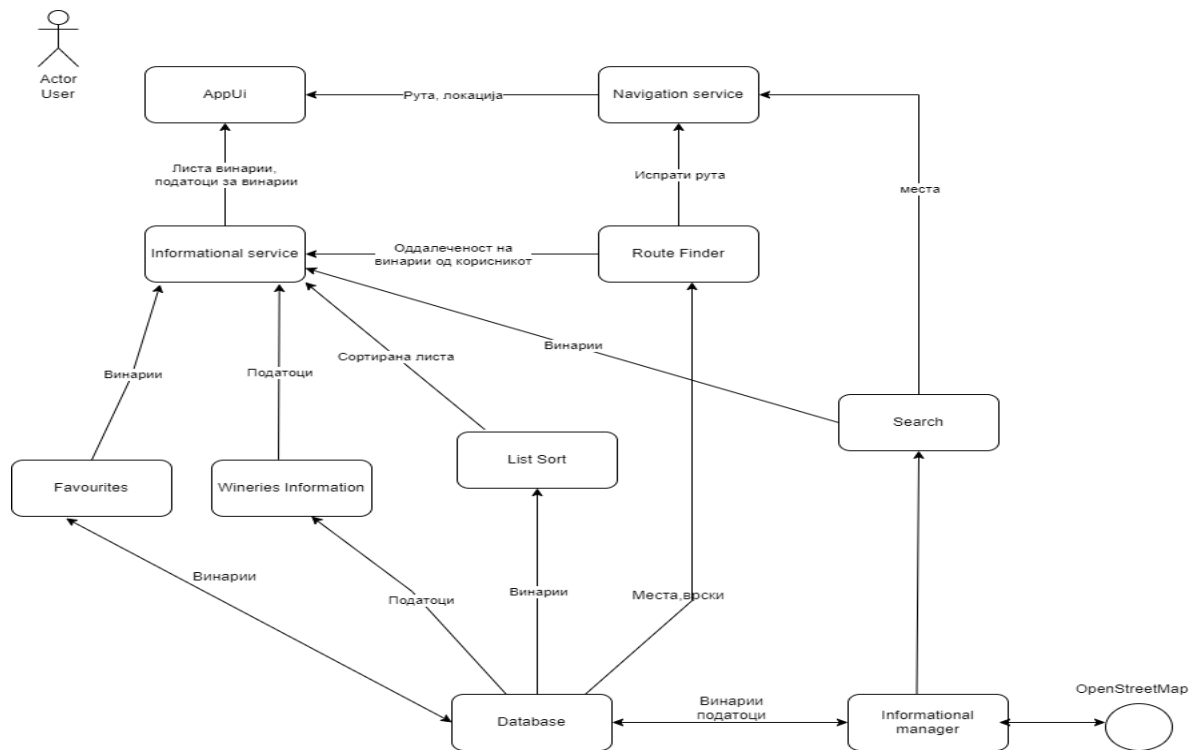 Actor
User
AppUi
Рута, локација
Navigation service
Листа винарии,
податоци за винарии
Испрати рута
места
Informational service
Оддалеченост на
винарии од корисникот
Route Finder
Винарии
Податоци
Сортирана листа
Винарии
Search
Favourites
Wineries Information
List Sort
Винарии
Податоци
Винарии
Места,врски
Database
Винарии
податоци
Informational
manager
OpenStreetMap